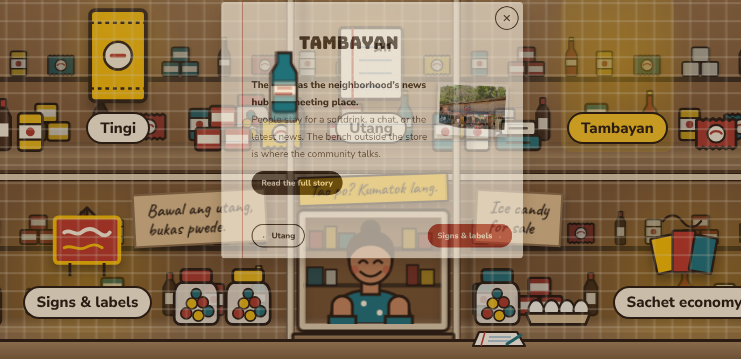 TAMBAYAN
The as the neighborhood's news
hub meeting place.
People stay for a softdrink, a chat, or the
latest news. The bench outside the store
is where the community talks.
Read the full story
Utang
Signs & labels
Tingi
Utang
Tambayan
po? Kumatok lang.
Bawal ang utang,
bukas pwede.
Ice candy
for sale
Signs & labels
Sachet economy